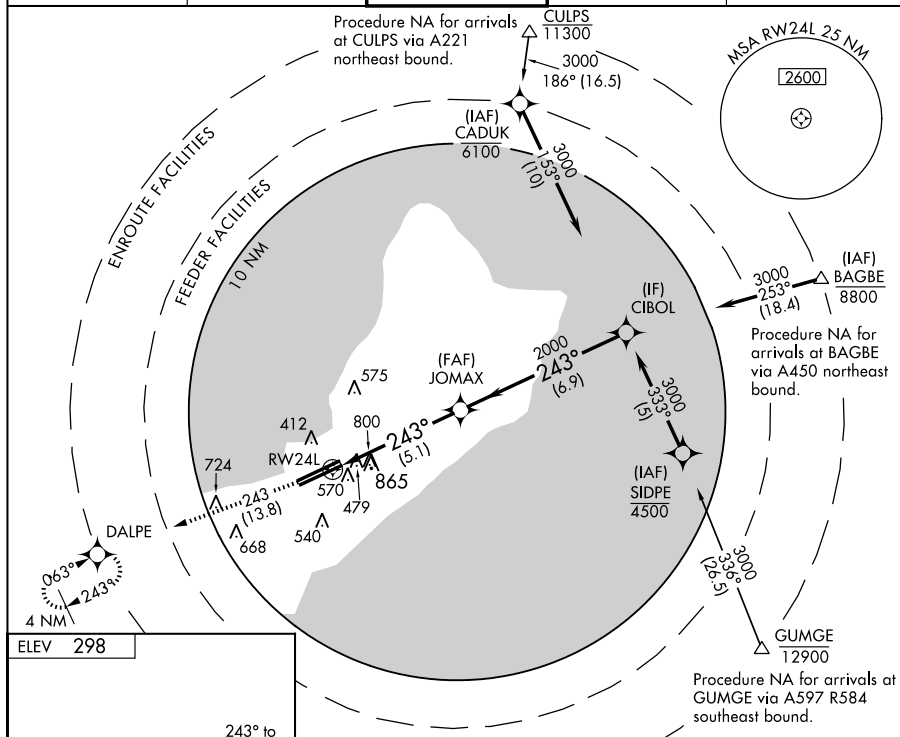 Procedure NA for arrivals
at CULPS via A221
northeast bound.
CULPS
11300
3000
186° (16.5)
MSA RW24L 25 NM
2600
(IAF)
CADUK
6100
3000
153°
(10)
ENROUTE FACILITIES
FEEDER FACILITIES
10 NM
(IAF)
BAGBE
8800
3000
253°
(18.4)
Procedure NA for
arrivals at BAGBE
via A450 northeast
bound.
(IF)
CIBOL
2000
243°
(6.9)
(FAF)
JOMAX
3000
333°
(5)
575
412
800
243°
(5.1)
RW24L
724
570
865
479
243
(13.8)
540
668
(IAF)
SIDPE
4500
DALPE
063°
243°
4 NM
3000
336°
(26.5)
GUMGE
12900
Procedure NA for arrivals at
GUMGE via A597 R584
southeast bound.
ELEV 298
243° to